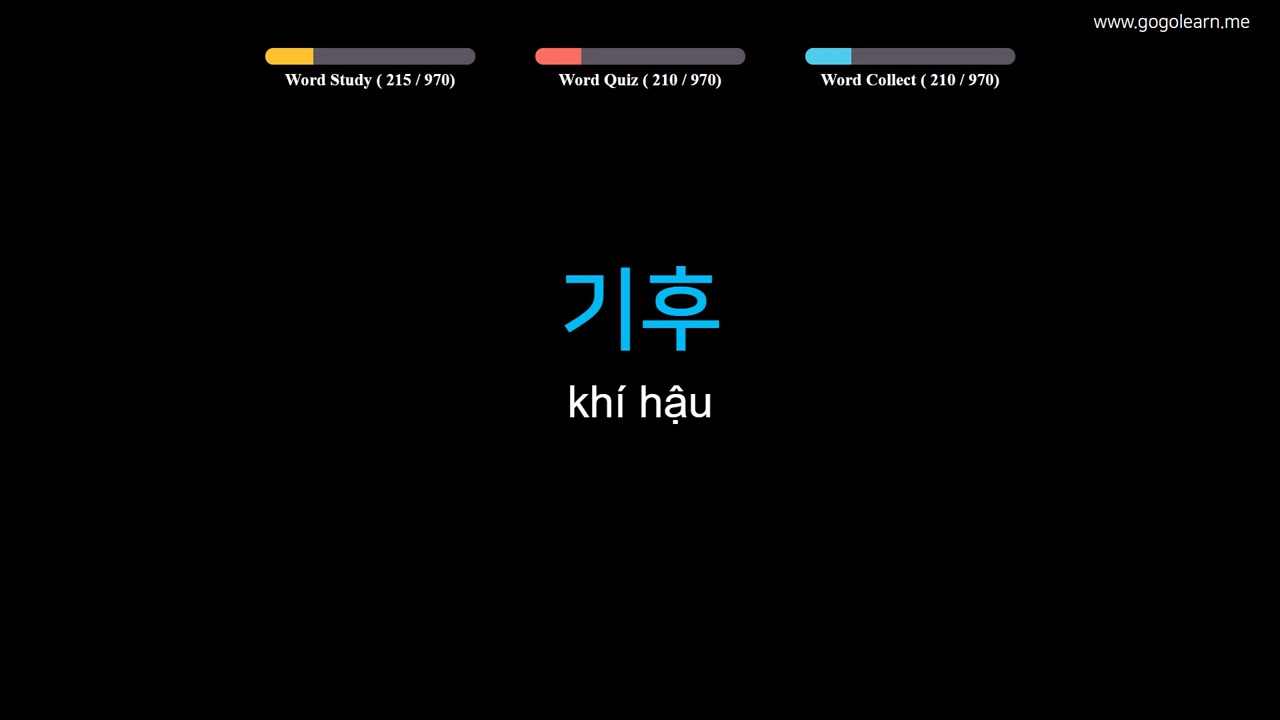 www.gogolearn.me
Word Study ( 215 / 970)
Word Quiz ( 210 / 970)
Word Collect ( 210 / 970)
기후
khí hậu